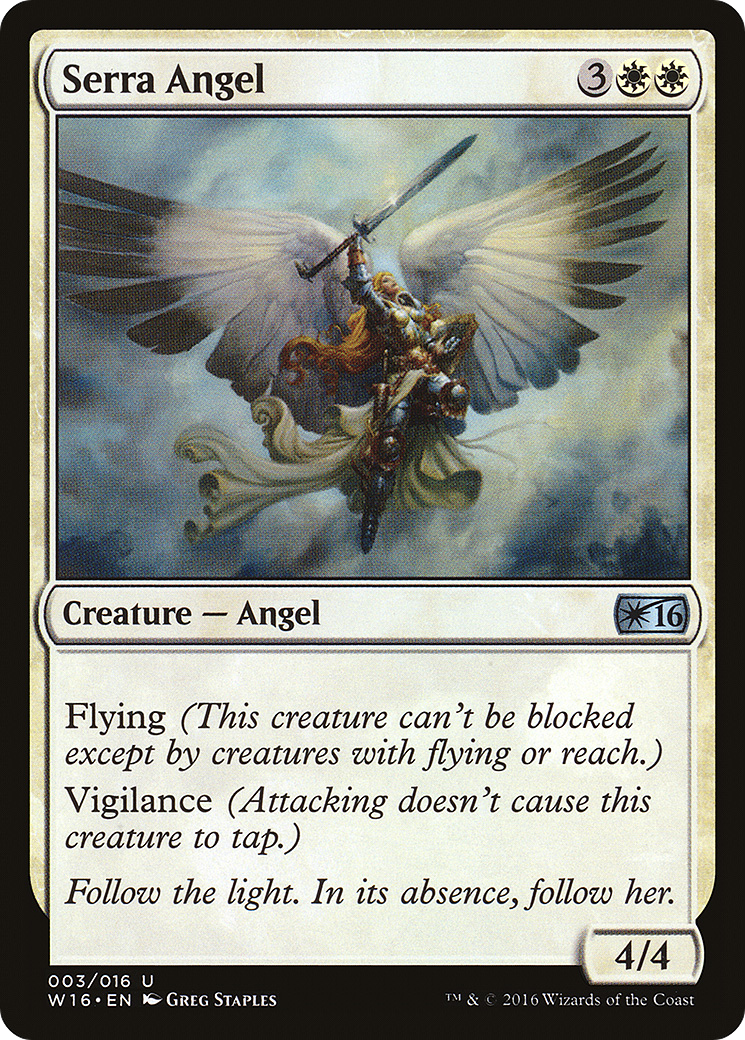 Serra Angel 3
Creature — Angel 16
Flying (This creature can't be blocked
except by creatures with flying or reach.)
Vigilance (Attacking doesn't cause this
creature to tap.)
Follow the light. In its absence, follow her.
4/4
003/016 U
W16 • EN Greg Staples ™ & © 2016 Wizards of the Coast